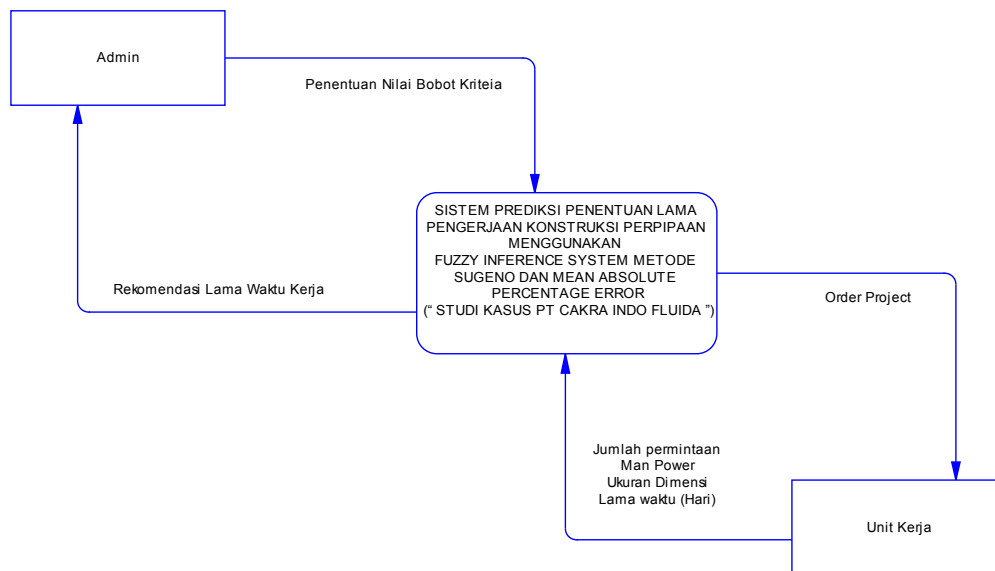 Admin
Penentuan Nilai Bobot Kriteia
SISTEM PREDIKSI PENENTUAN LAMA
PENGERJAAN KONSTRUKSI PERPIPAAN
MENGGUNAKAN
FUZZY INFERENCE SYSTEM METODE
SUGENO DAN MEAN ABSOLUTE
PERCENTAGE ERROR
(“ STUDI KASUS PT CAKRA INDO FLUIDA ”)
Rekomendasi Lama Waktu Kerja
Order Project
Jumlah permintaan
Man Power
Ukuran Dimensi
Lama waktu (Hari)
Unit Kerja